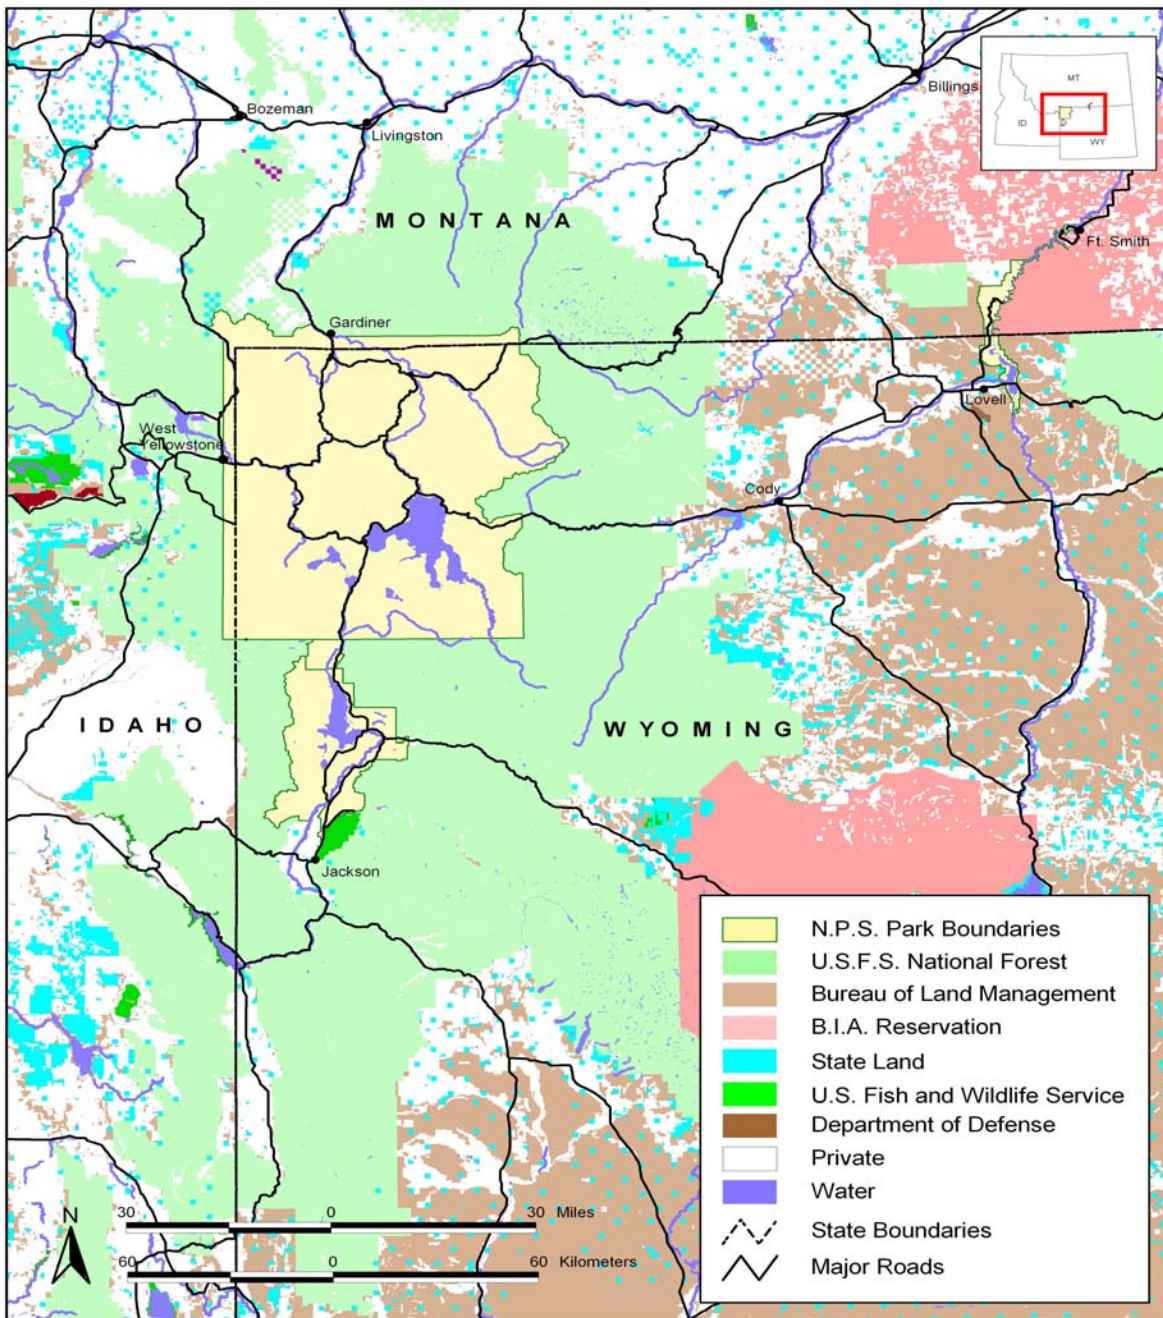 Bozeman
Livingston
Billings
MT
ID
WY
MONTANA
Ft. Smith
Gardiner
Lovell
West
Yellowstone
Cody
IDAHO
WYOMING
Jackson
N.P.S. Park Boundaries
U.S.F.S. National Forest
Bureau of Land Management
B.I.A. Reservation
State Land
U.S. Fish and Wildlife Service
Department of Defense
Private
Water
State Boundaries
Major Roads
N
30 0 30 Miles
60 0 60 Kilometers